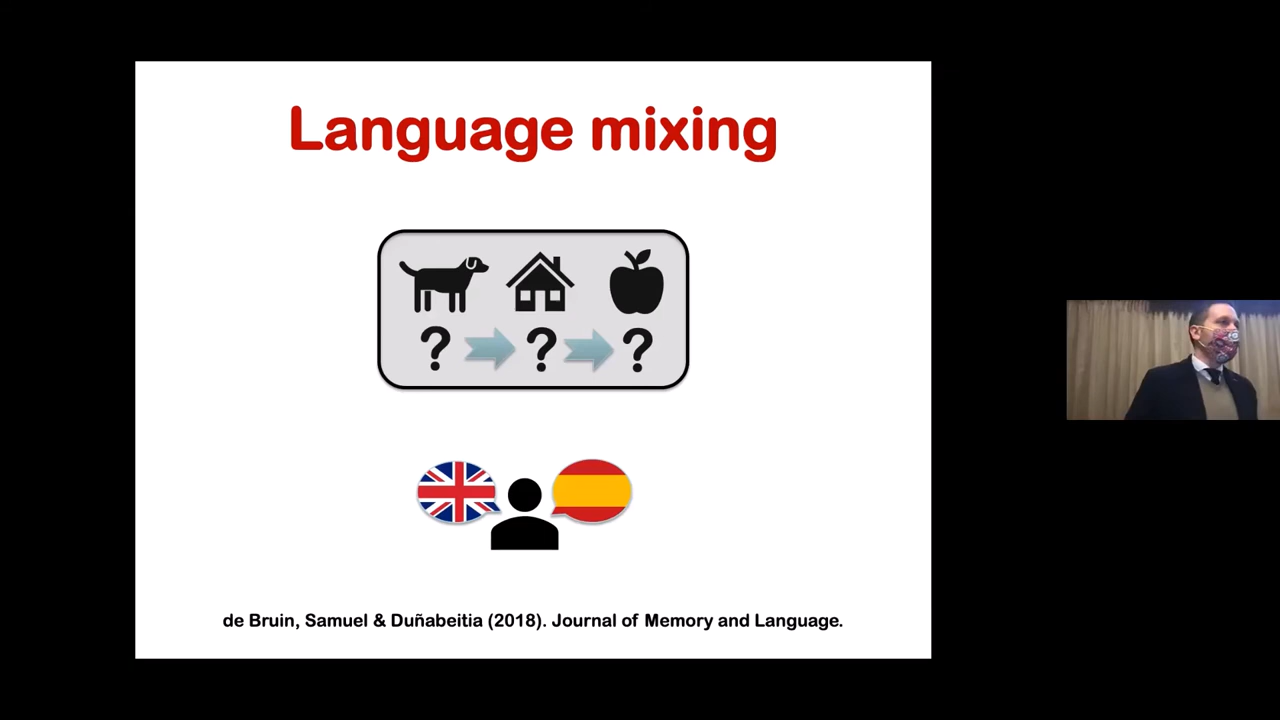 Language mixing
? ? ?
de Bruin, Samuel & Duñabeitia (2018). Journal of Memory and Language.